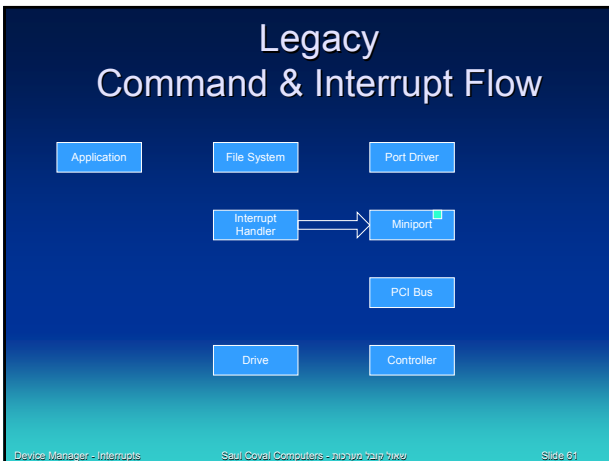 Legacy
Command & Interrupt Flow
Application
File System
Port Driver
Interrupt
Handler
Miniport
PCI Bus
Drive
Controller
Device Manager - Interrupts
Saul Coval Computers - שאול קובל מערכות
Slide 61